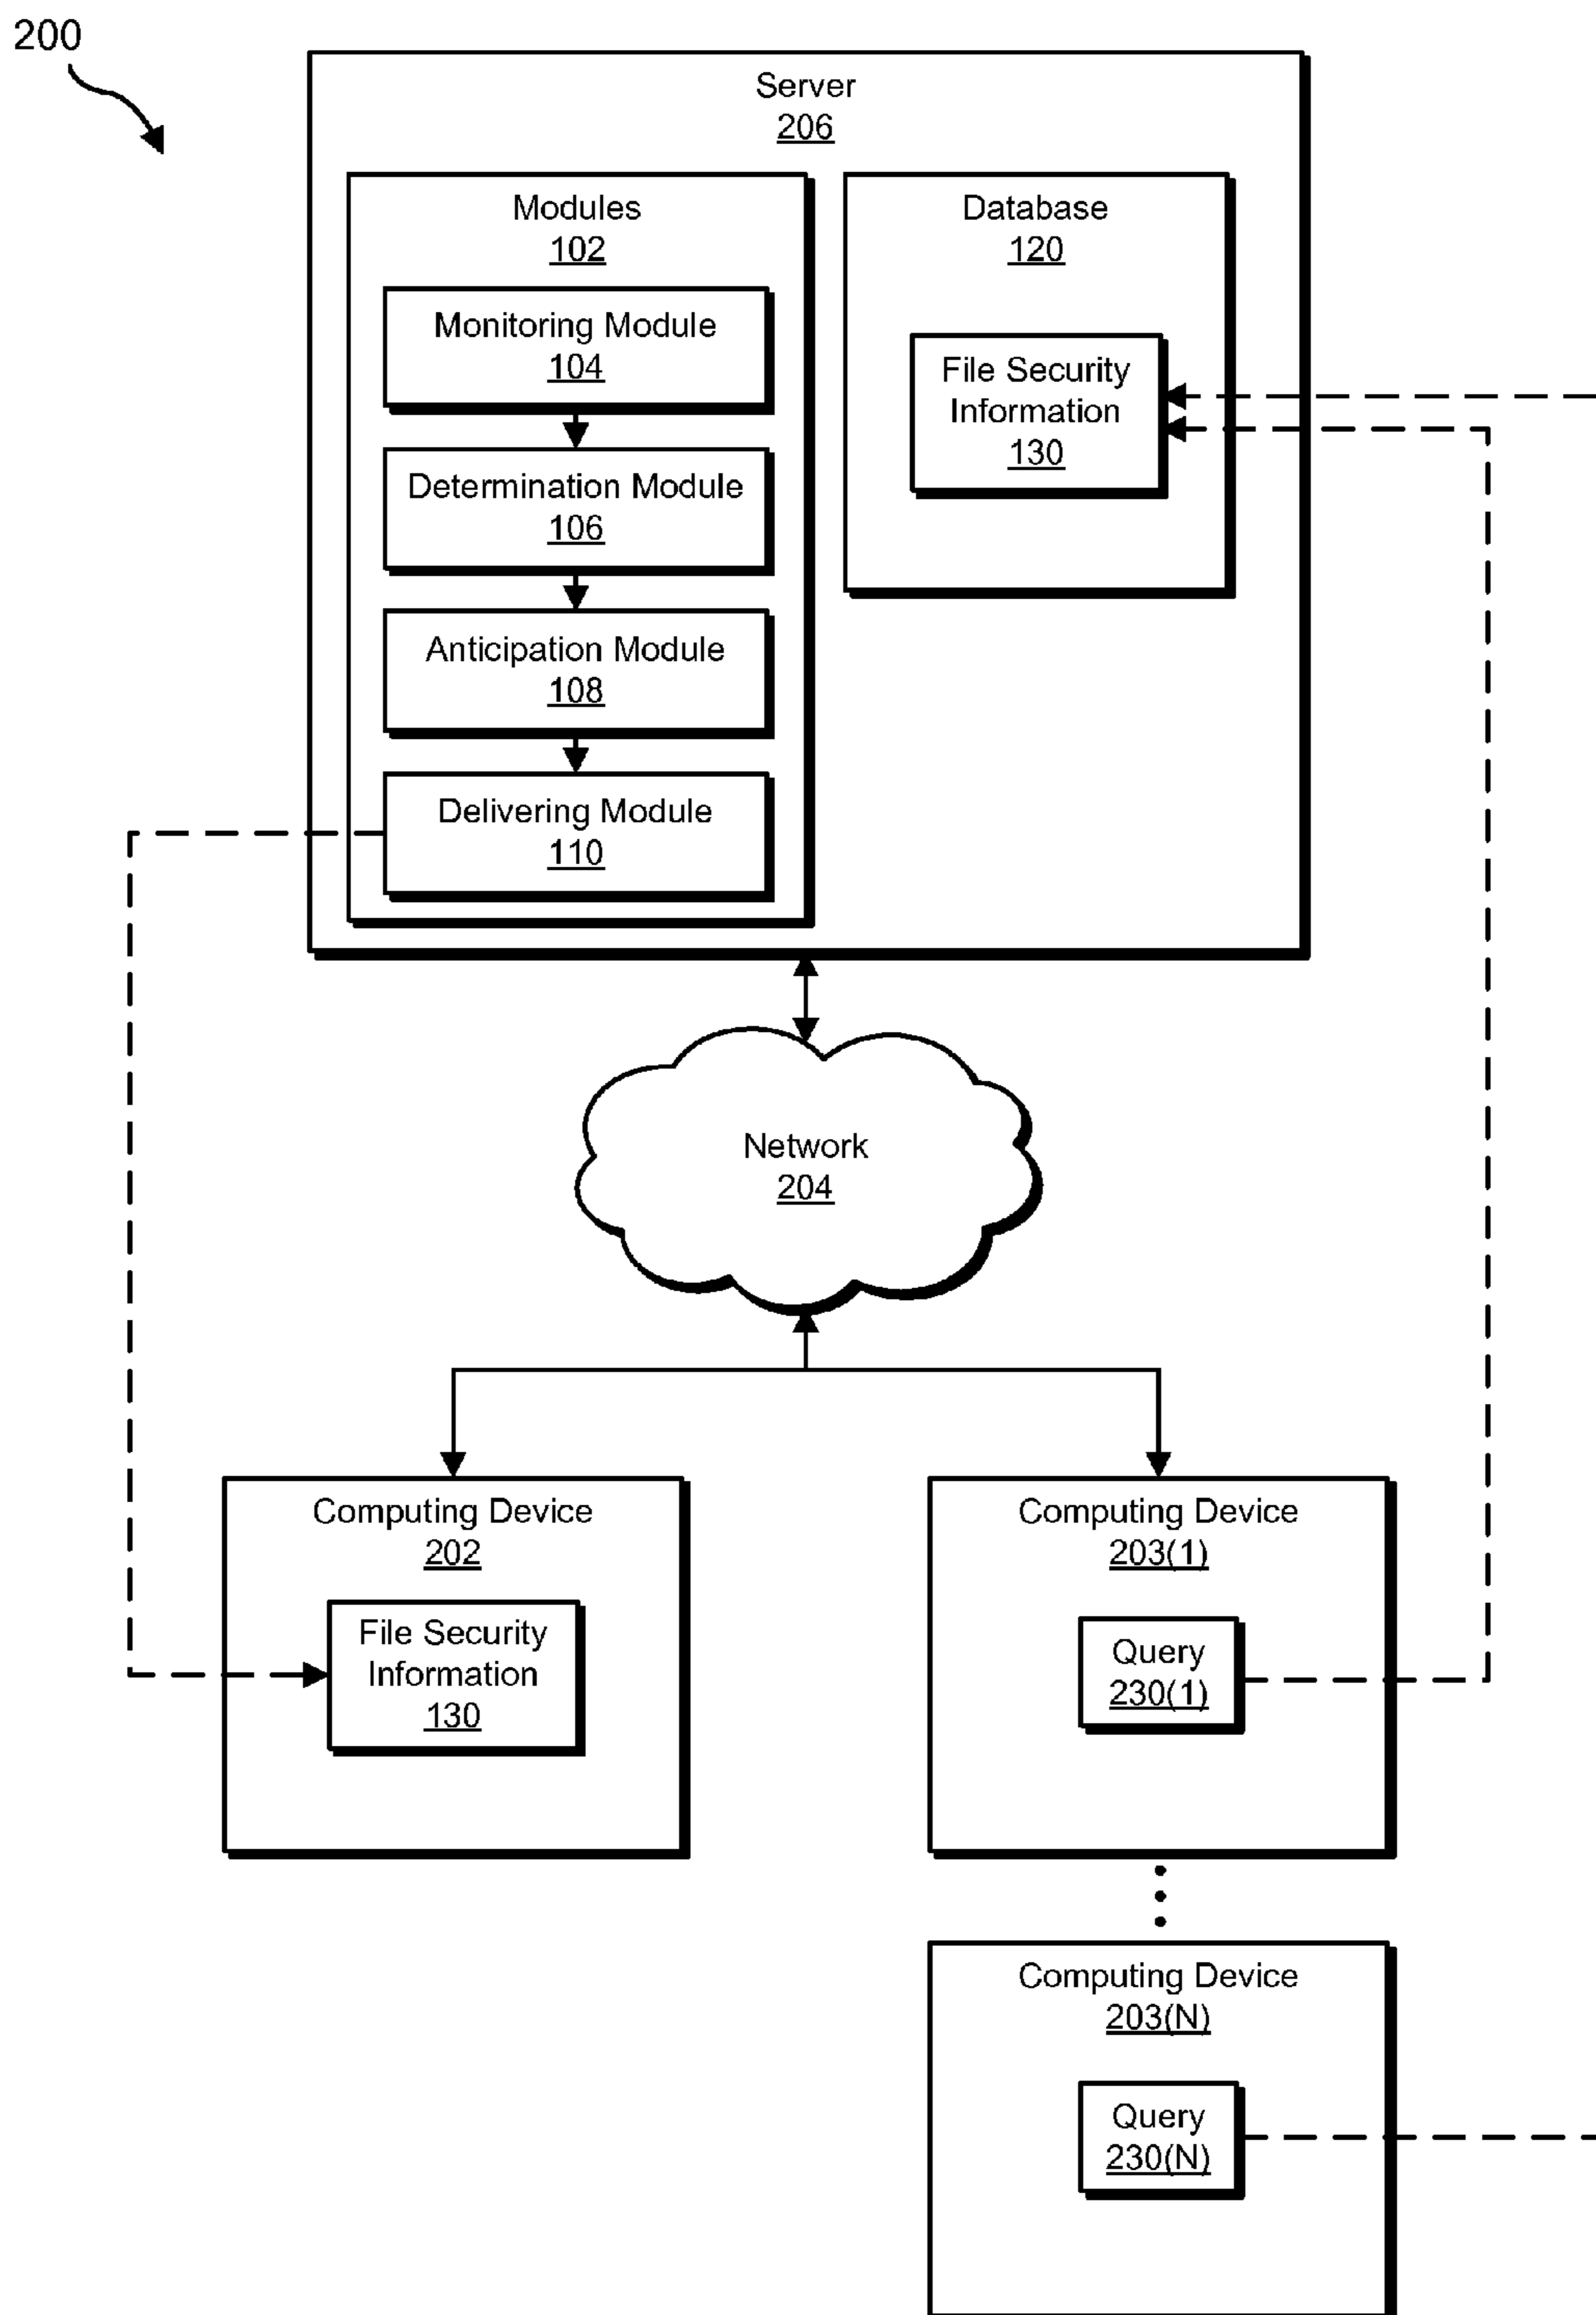 200
Server
206
Modules
102
Monitoring Module
104
Determination Module
106
Anticipation Module
108
Delivering Module
110
Database
120
File Security
Information
130
Network
204
Computing Device
202
File Security
Information
130
Computing Device
203(1)
Query
230(1)
Computing Device
203(N)
Query
230(N)